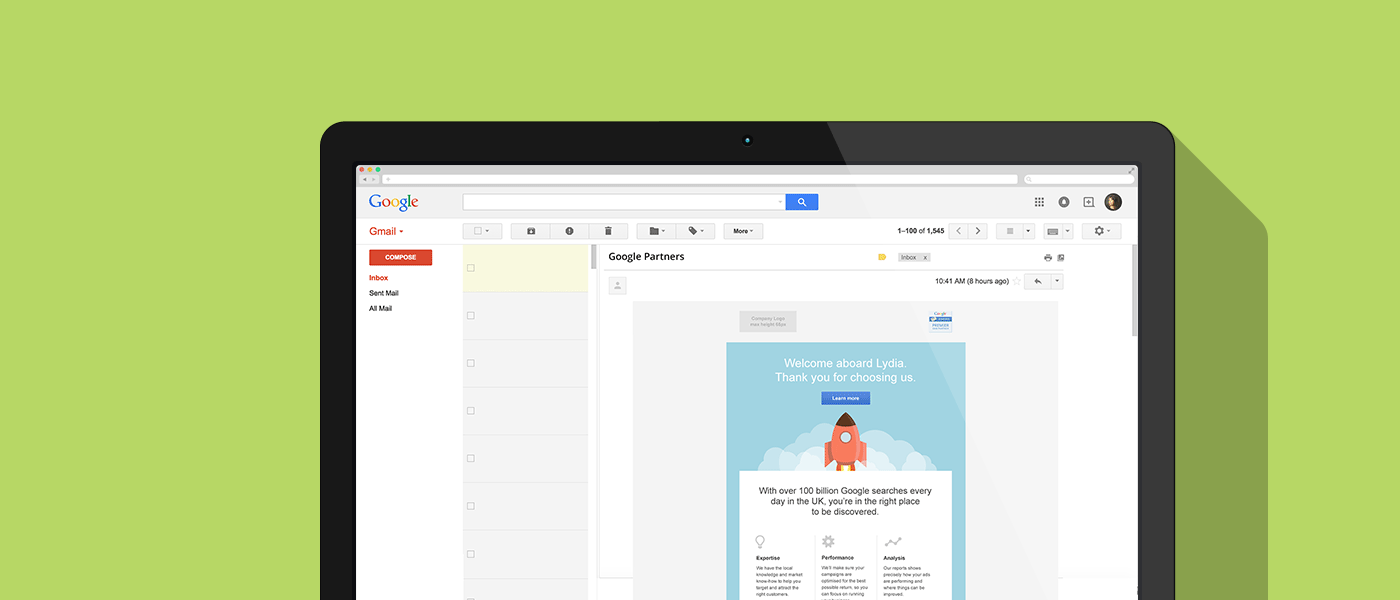 Google
Gmail
More
1–100 of 1,545
COMPOSE
Inbox
Sent Mail
All Mail
Google Partners
Inbox x
10:41 AM (8 hours ago)
Company Logo
max height 60px
Google
PARTNER
PREMIER
Welcome aboard Lydia.
Thank you for choosing us.
Learn more
With over 100 billion Google searches every
day in the UK, you're in the right place
to be discovered.
Expertise
We have the local
knowledge and market
know-how to help you
target and attract the
right customers.
Performance
We'll make sure your
campaigns are
optimised for the best
possible return, so you
can focus on running
Analysis
Our reports shows
precisely how your ads
are performing and
where things can be
improved.